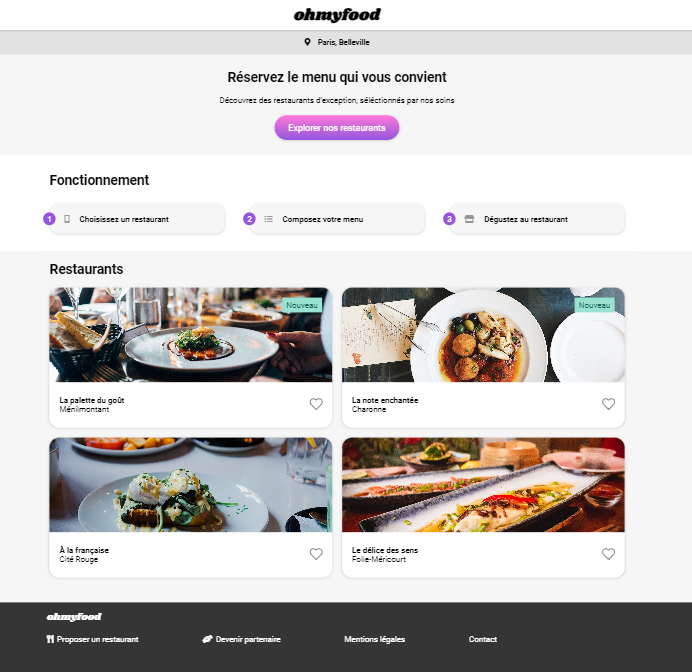 ohmyfood
Paris, Belleville
Réservez le menu qui vous convient
Découvrez des restaurants d'exception, séléctionnés par nos soins
Explorer nos restaurants
Fonctionnement
1 Choisissez un restaurant
2 Composez votre menu
3 Dégustez au restaurant
Restaurants
Nouveau
Nouveau
La palette du goût
Ménilmontant
La note enchantée
Charonne
À la française
Cité Rouge
Le délice des sens
Folie-Méricourt
ohmyfood
Proposer un restaurant
Devenir partenaire
Mentions légales
Contact